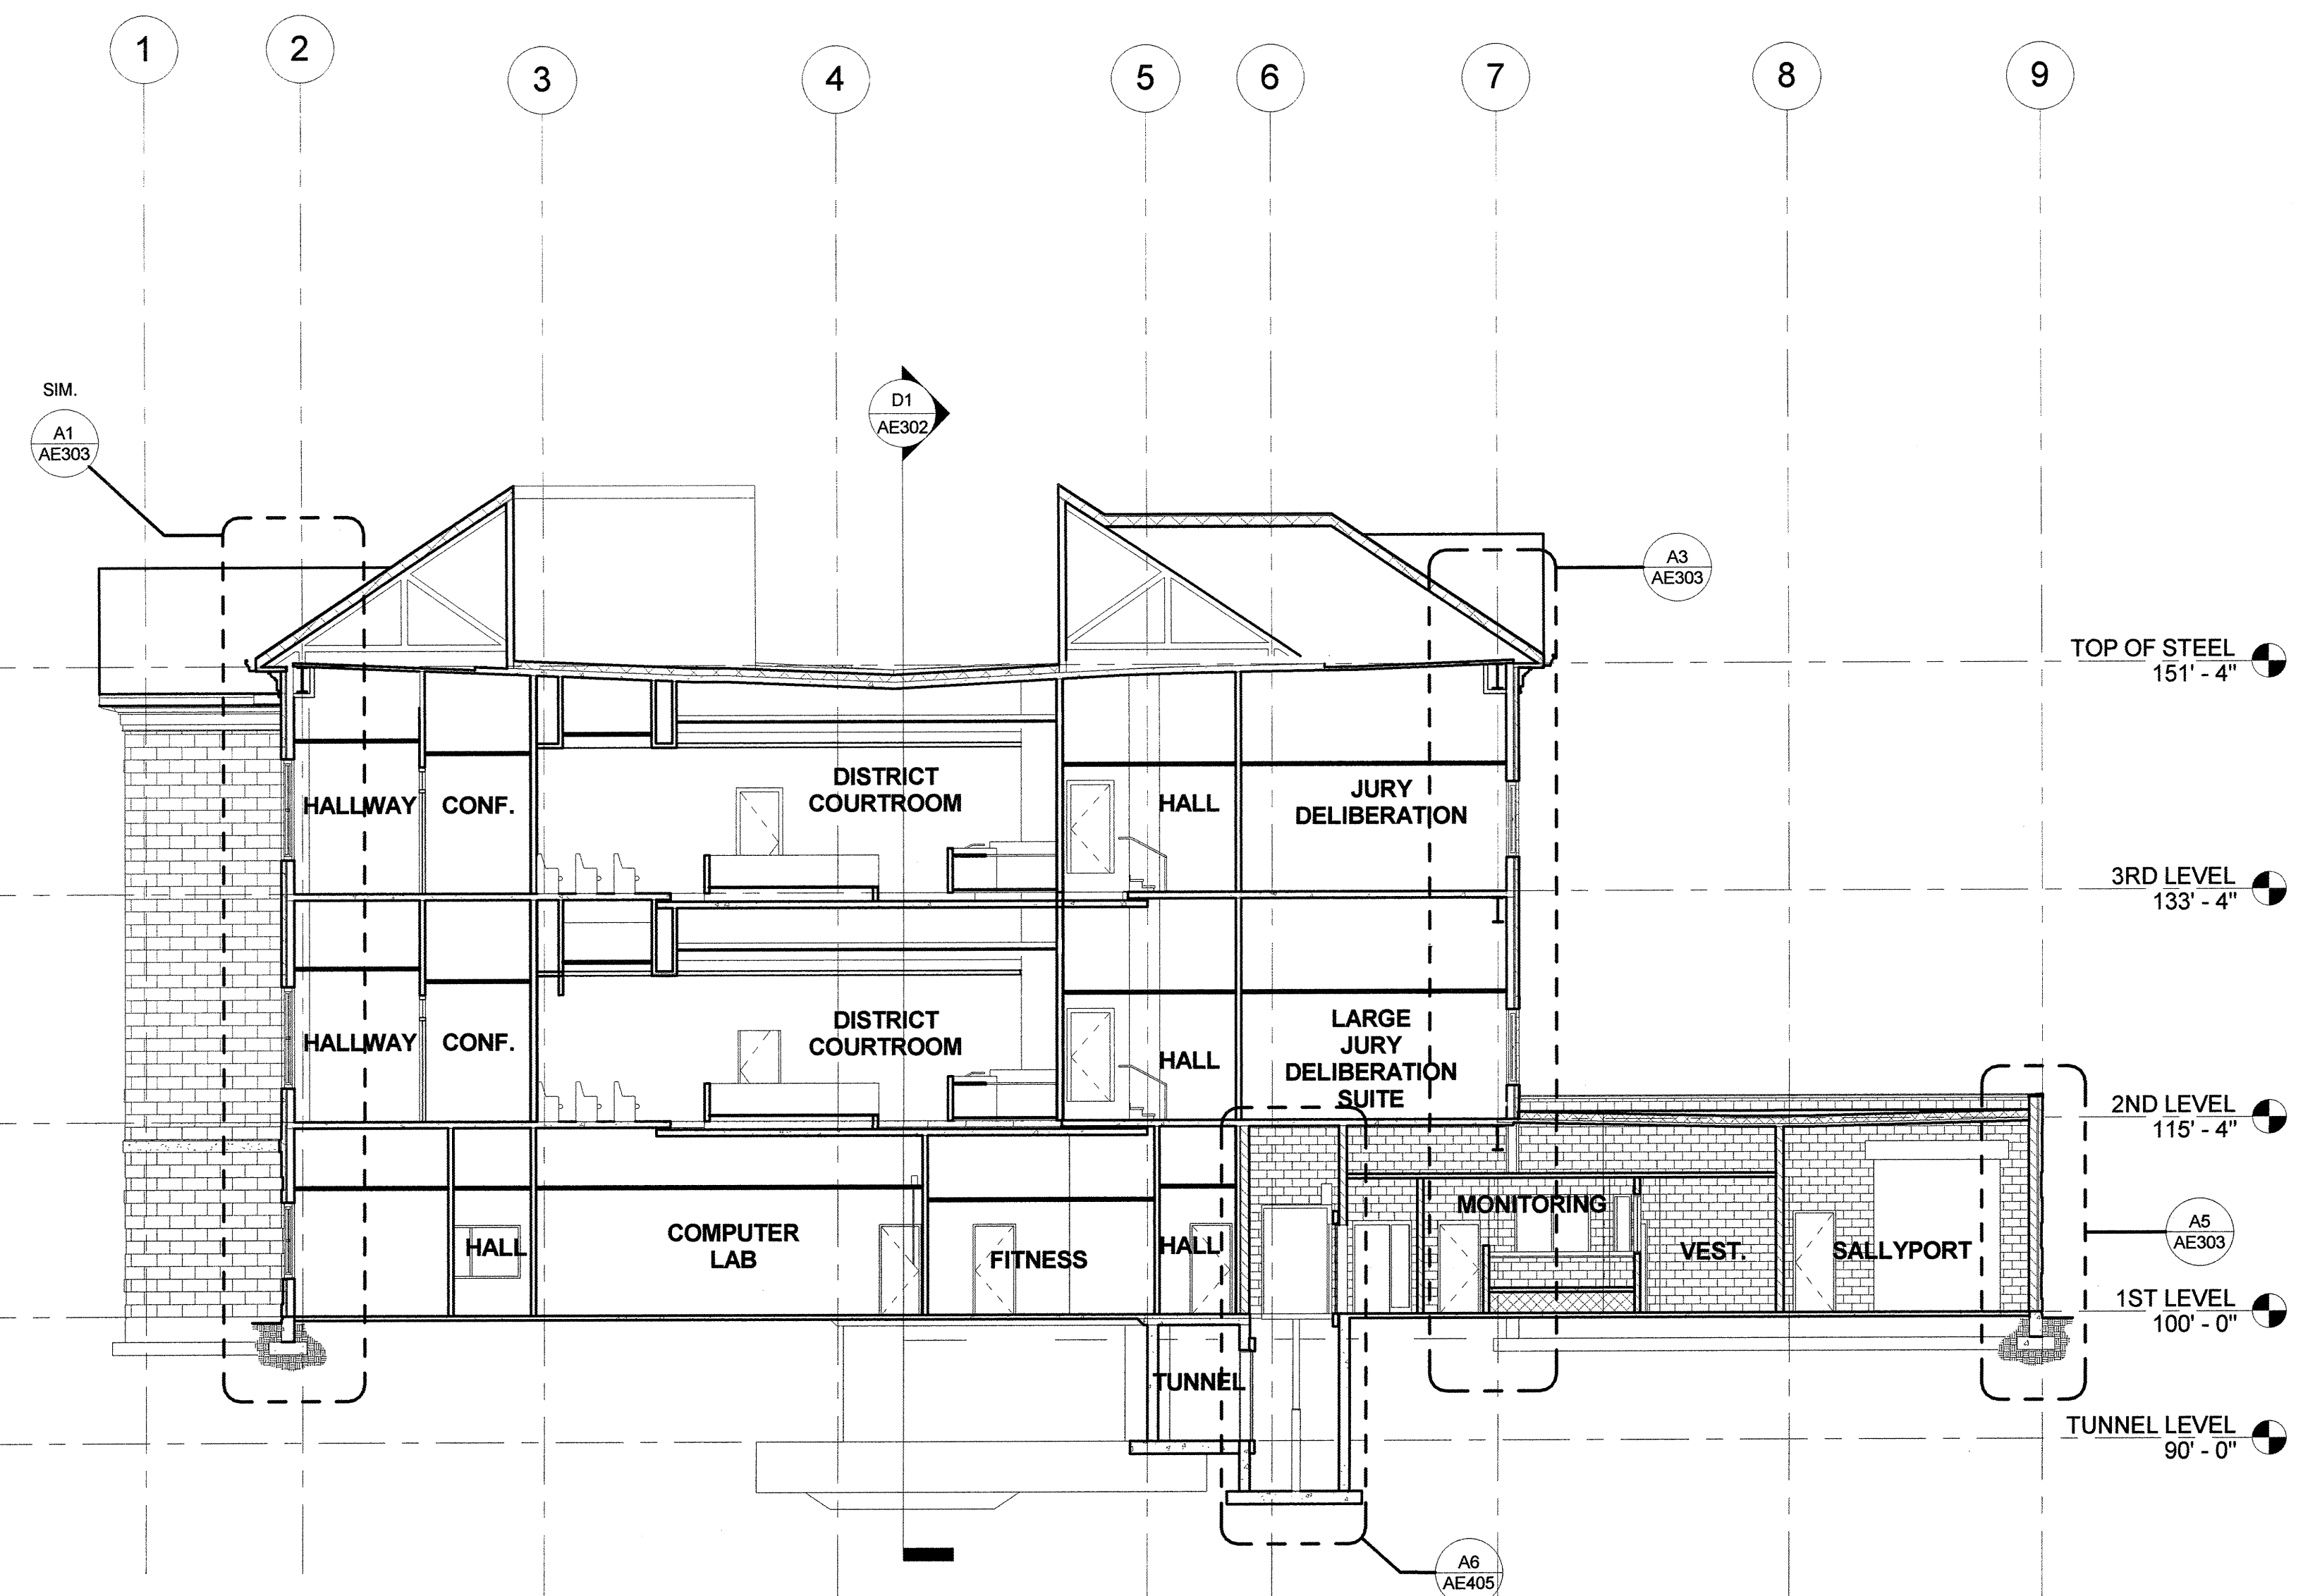 1
2
3
4
5
6
7
8
9
SIM.
A1
AE303
D1
AE302
A3
AE303
TOP OF STEEL
151' - 4"
HALLWAY
CONF.
DISTRICT
COURTROOM
HALL
JURY
DELIBERATION
3RD LEVEL
133' - 4"
HALLWAY
CONF.
DISTRICT
COURTROOM
HALL
LARGE
JURY
DELIBERATION
SUITE
2ND LEVEL
115' - 4"
HALL
COMPUTER
LAB
FITNESS
HALL
MONITORING
VEST.
SALLYPORT
A5
AE303
1ST LEVEL
100' - 0"
TUNNEL
TUNNEL LEVEL
90' - 0"
A6
AE405